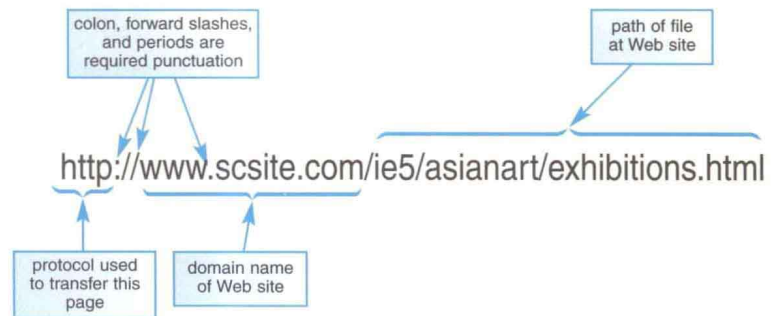 colon, forward slashes,
and periods are
required punctuation
path of file
at Web site
http://www.scsite.com/ie5/asianart/exhibitions.html
protocol used
to transfer this
page
domain name
of Web site